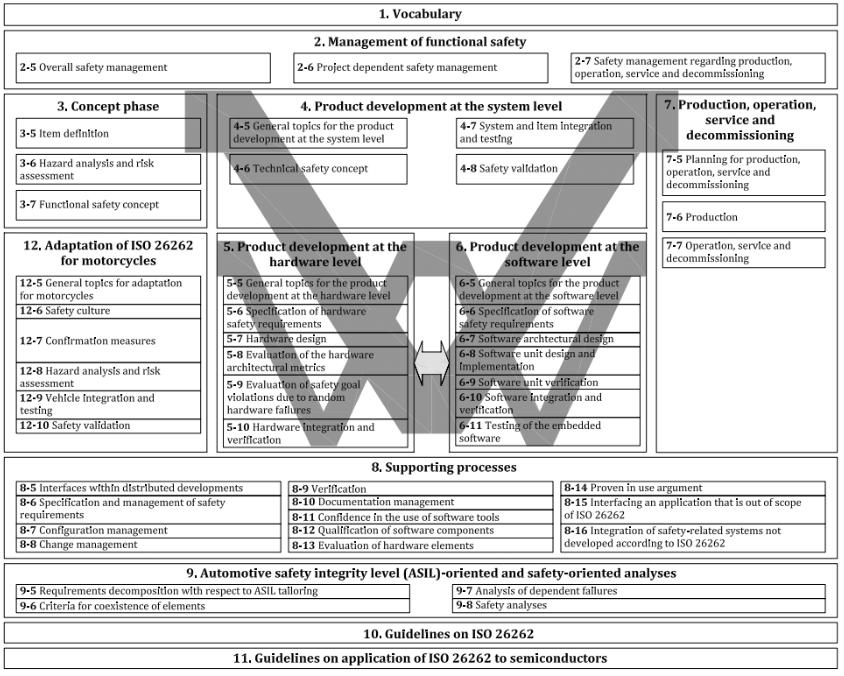 1. Vocabulary
2. Management of functional safety
2-5 Overall safety management
2-6 Project dependent safety management
2-7 Safety management regarding production,
operation, service and decommissioning
3. Concept phase
3-5 Item definition
3-6 Hazard analysis and risk
assessment
3-7 Functional safety concept
4. Product development at the system level
4-5 General topics for the product
development at the system level
4-6 Technical safety concept
4-7 System and item integration
and testing
4-8 Safety validation
7. Production, operation,
service and
decommissioning
7-5 Planning for production,
operation, service and
decommissioning
7-6 Production
7-7 Operation, service and
decommissioning
12. Adaptation of ISO 26262
for motorcycles
12-5 General topics for adaptation
for motorcycles
12-6 Safety culture
12-7 Confirmation measures
12-8 Hazard analysis and risk
assessment
12-9 Vehicle integration and
testing
12-10 Safety validation
5. Product development at the
hardware level
5-5 General topics for the product
development at the hardware level
5-6 Specification of hardware
safety requirements
5-7 Hardware design
5-8 Evaluation of the hardware
architectural metrics
5-9 Evaluation of safety goal
violations due to random
hardware failures
5-10 Hardware integration and
verification
6. Product development at the
software level
6-5 General topics for the product
development at the software level
6-6 Specification of software
safety requirements
6-7 Software archtectural design
6-8 Software unit design and
implementation
6-9 Software unit verification
6-10 Software integration and
verification
6-11 Testing of the embedded
software
8. Supporting processes
8-5 Interfaces within distributed developments
8-6 Specification and management of safety
requirements
8-7 Configuration management
8-8 Change management
8-9 Verification
8-10 Documentation management
8-11 Confidence in the use of software tools
8-12 Qualification of software components
8-13 Evaluation of hardware elements
8-14 Proven in use argument
8-15 Interfacing an application that is out of scope
of ISO 26262
8-16 Integration of safety-related systems not
developed according to ISO 26262
9. Automotive safety integrity level (ASIL)-oriented and safety-oriented analyses
9-5 Requirements decomposition with respect to ASIL tailoring
9-6 Criteria for coexistence of elements
9-7 Analysis of dependent failures
9-8 Safety analyses
10. Guidelines on ISO 26262
11. Guidelines on application of ISO 26262 to semiconductors